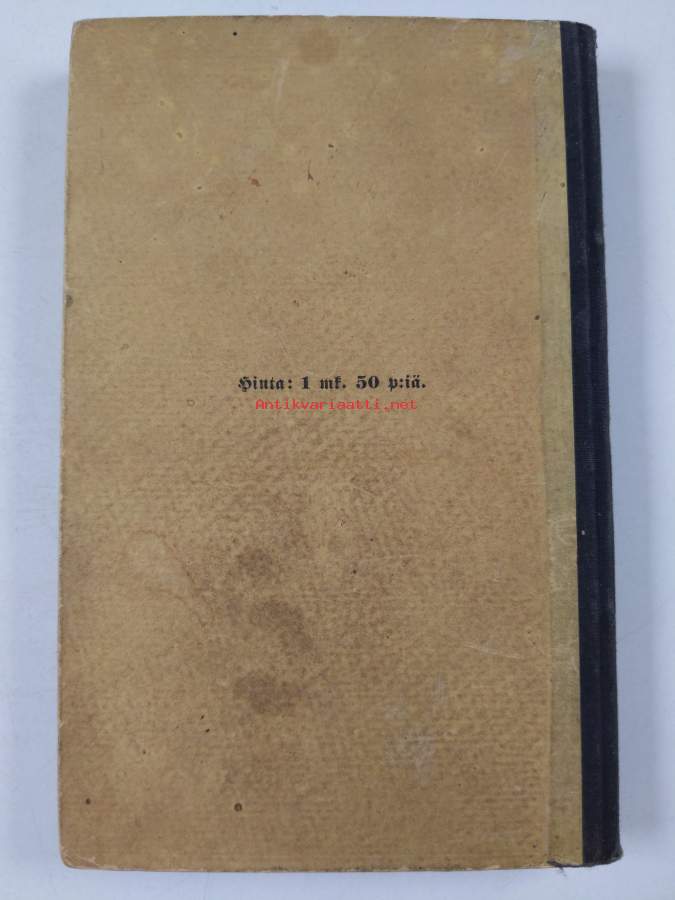 Hinta: 1 mk. 50 p:iä.
Antikvariaatti.net